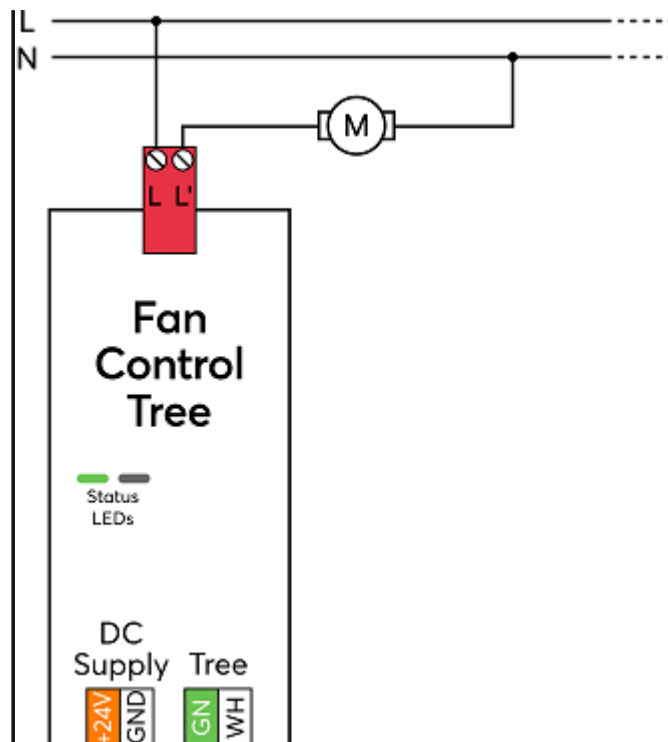 L
N
M
L L'
Fan
Control
Tree
Status
LEDs
DC
Supply
Tree
+24V
GND
GN
WH